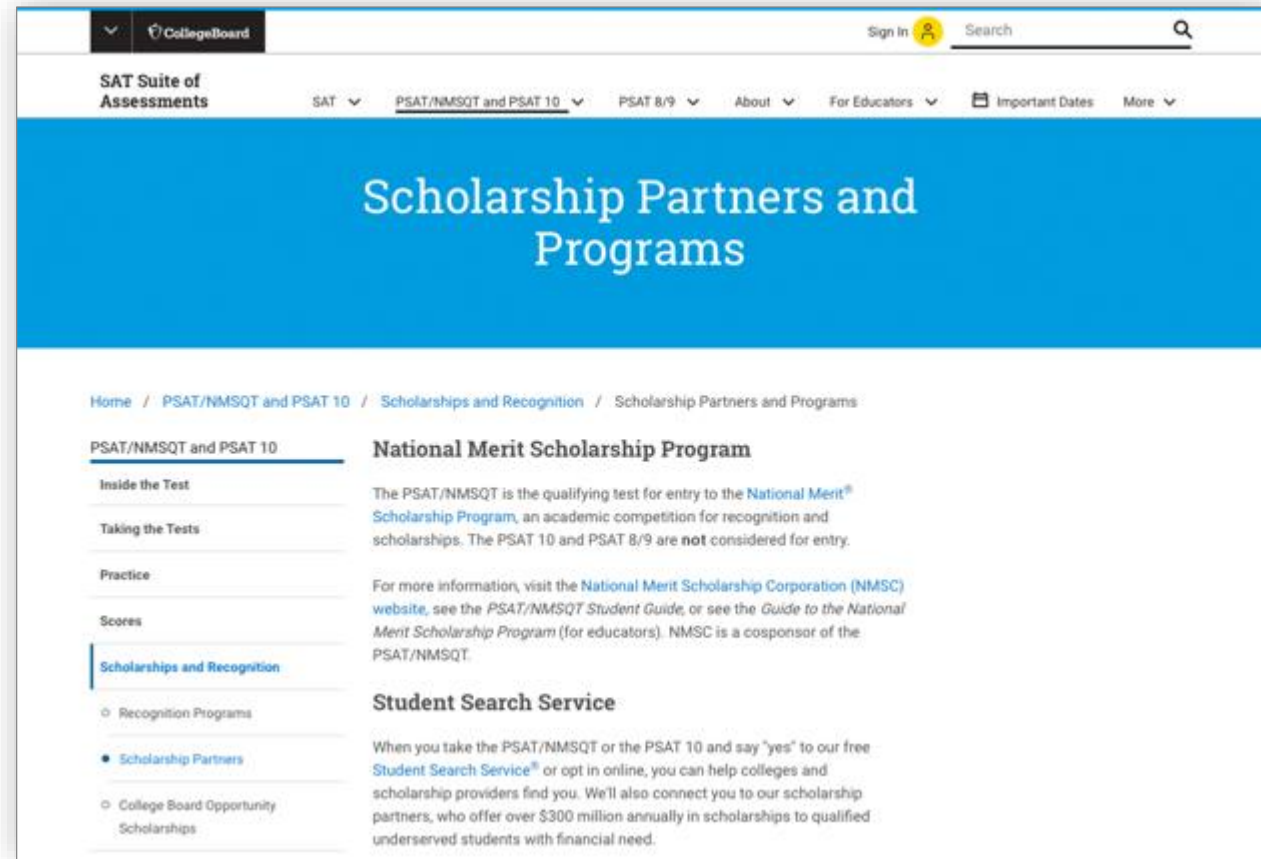 CollegeBoard
Sign In
Search
SAT Suite of
Assessments
SAT
PSAT/NMSQT and PSAT 10
PSAT 8/9
About
For Educators
Important Dates
More
Scholarship Partners and
Programs
Home / PSAT/NMSQT and PSAT 10 / Scholarships and Recognition / Scholarship Partners and Programs
PSAT/NMSQT and PSAT 10
Inside the Test
Taking the Tests
Practice
Scores
Scholarships and Recognition
Recognition Programs
Scholarship Partners
College Board Opportunity
Scholarships
National Merit Scholarship Program
The PSAT/NMSQT is the qualifying test for entry to the National Merit®
Scholarship Program, an academic competition for recognition and
scholarships. The PSAT 10 and PSAT 8/9 are not considered for entry.
For more information, visit the National Merit Scholarship Corporation (NMSC)
website, see the PSAT/NMSQT Student Guide, or see the Guide to the National
Merit Scholarship Program (for educators). NMSC is a cosponsor of the
PSAT/NMSQT.
Student Search Service
When you take the PSAT/NMSQT or the PSAT 10 and say "yes" to our free
Student Search Service® or opt in online, you can help colleges and
scholarship providers find you. We'll also connect you to our scholarship
partners, who offer over $300 million annually in scholarships to qualified
underserved students with financial need.